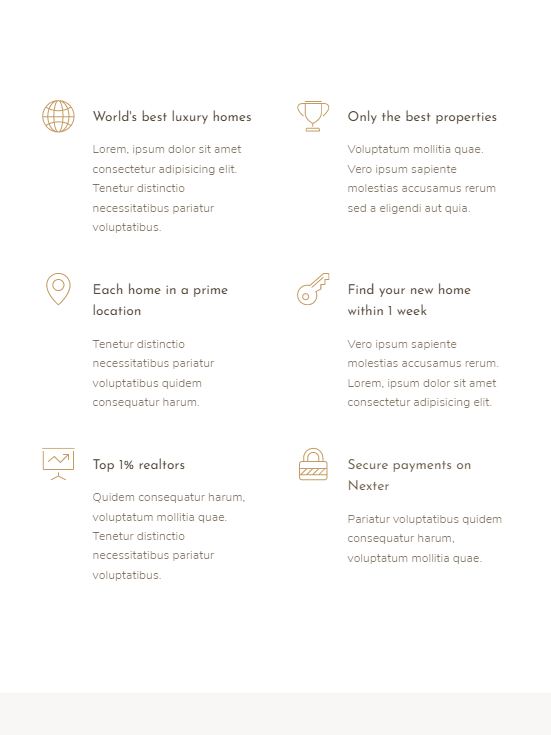 World's best luxury homes
Lorem, ipsum dolor sit amet
consectetur adipisicing elit.
Tenetur distinctio
necessitatibus pariatur
voluptatibus.
Only the best properties
Voluptatum mollitia quae.
Vero ipsum sapiente
molestias accusamus rerum
sed a eligendi aut quia.
Each home in a prime
location
Tenetur distinctio
necessitatibus pariatur
voluptatibus quidem
consequatur harum.
Find your new home
within 1 week
Vero ipsum sapiente
molestias accusamus rerum.
Lorem, ipsum dolor sit amet
consectetur adipisicing elit.
Top 1% realtors
Quidem consequatur harum,
voluptatum mollitia quae.
Tenetur distinctio
necessitatibus pariatur
voluptatibus.
Secure payments on
Nexter
Pariatur voluptatibus quidem
consequatur harum,
voluptatum mollitia quae.